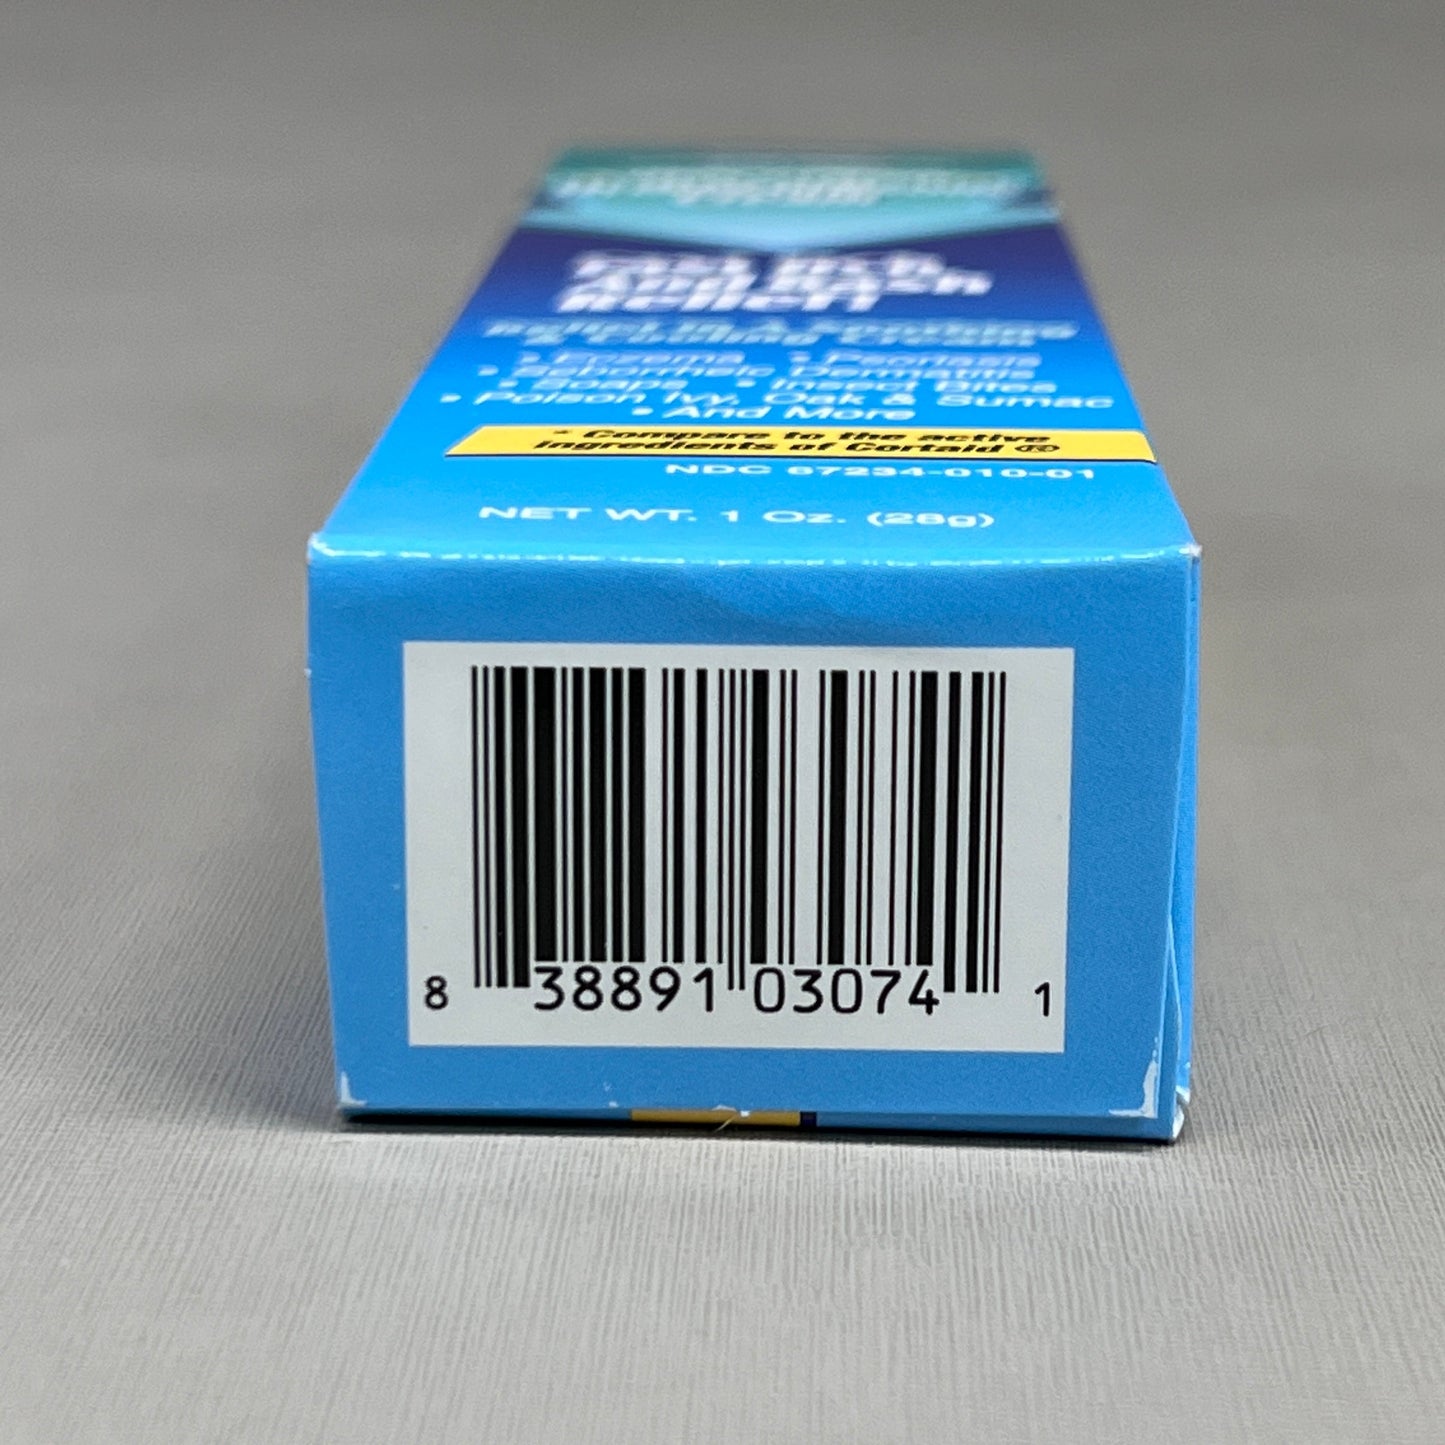 Fast Itch
And Rash
Relief!
Relief In A Soothing
& Cooling Cream
• Enzema • Psoriasis
• Seborrheic Dermatitis
• Soaps • Insect Bites
• Poison Ivy, Oak & Sumac
• And More
* Compare to the active
ingredients of Cortaid ®
NDC 67234-010-01
NET WT. 1 Oz. (28g)
8 38891 03074 1